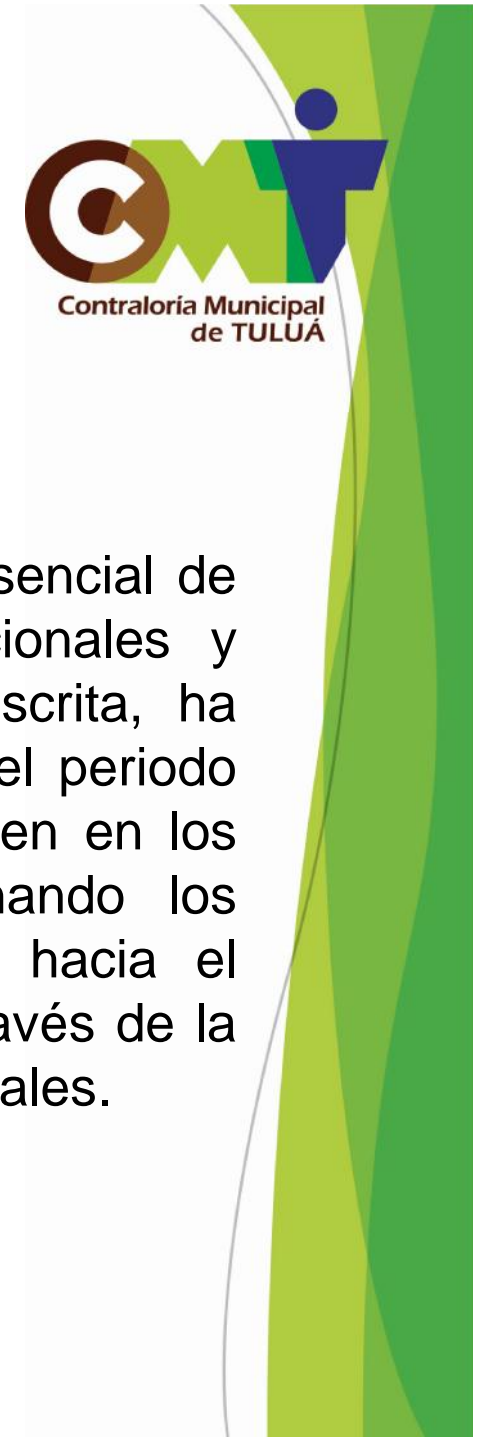 CMT
Contraloría Municipal
de TULUÁ
sencial de
cionales y
scrita, ha
el periodo
en en los
nando los
hacia el
avés de la
ales.